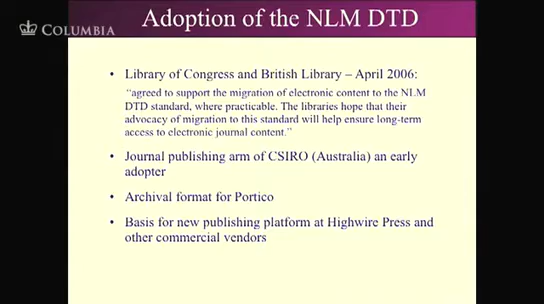 COLUMBIA
Adoption of the NLM DTD
• Library of Congress and British Library – April 2006:
“agreed to support the migration of electronic content to the NLM
DTD standard, where practicable. The libraries hope that their
advocacy of migration to this standard will help ensure long-term
access to electronic journal content.”
• Journal publishing arm of CSIRO (Australia) an early
adopter
• Archival format for Portico
• Basis for new publishing platform at Highwire Press and
other commercial vendors